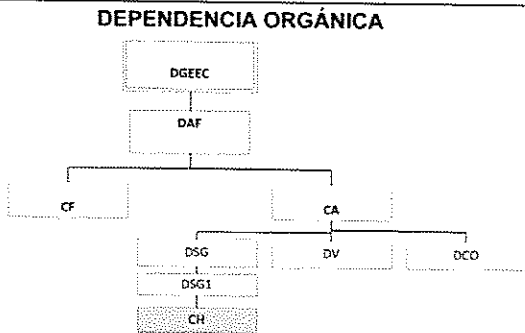 DEPENDENCIA ORGÁNICA
DGEEC
DAF
CF
CA
DSG
DV
DCO
DSG1
CH